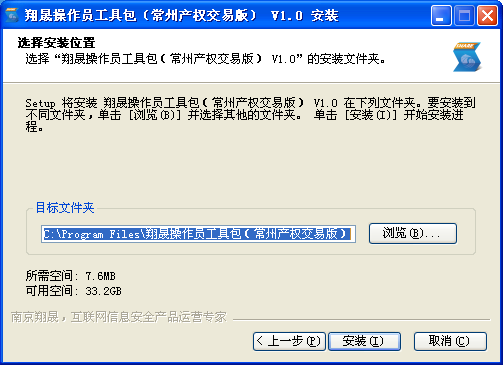 翔晟操作员工具包（常州产权交易版） V1.0 安装
选择安装位置
选择“翔晟操作员工具包（常州产权交易版） V1.0”的安装文件夹。
SHARE
Setup 将安装 翔晟操作员工具包（常州产权交易版） V1.0 在下列文件夹。要安装到
不同文件夹，单击 [浏览(B)] 并选择其他的文件夹。 单击 [安装(I)] 开始安装进
程。
目标文件夹
C:\Program Files\翔晟操作员工具包（常州产权交易版）
浏览(B)...
所需空间: 7.6MB
可用空间: 33.2GB
南京翔晟，互联网信息安全产品运营专家
< 上一步(P)
安装(I)
取消(C)